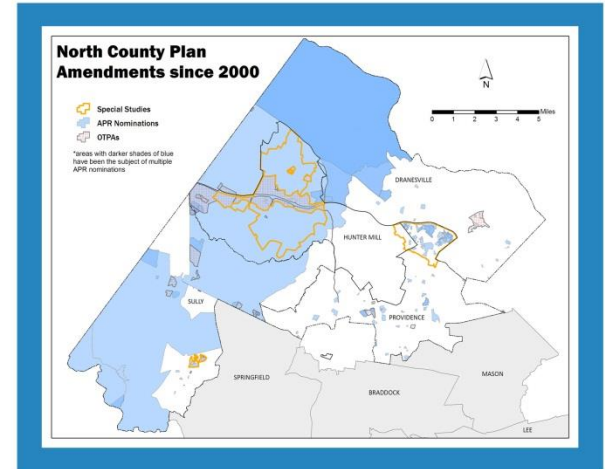 North County Plan
Amendments since 2000
Special Studies
APR Nominations
OTPAs
*areas with darker shades of blue
have been the subject of multiple
APR nominations
N
Miles
0 1 2 3 4 5
DRANESVILLE
HUNTER MILL
SULLY
PROVIDENCE
SPRINGFIELD
MASON
BRADDOCK
LEE